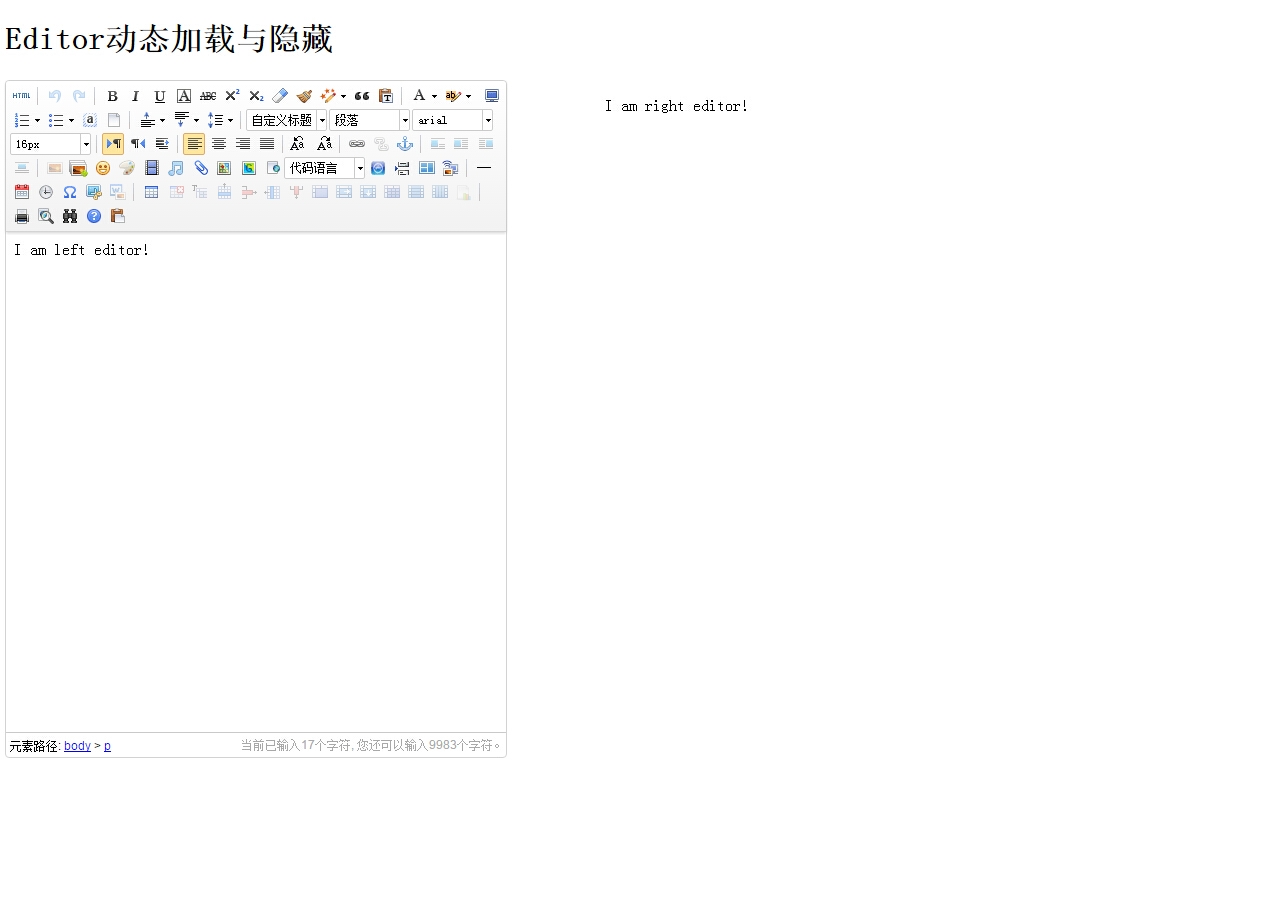 Editor动态加载与隐藏
HTML B I U A ABC X² X₂ A ab
a 自定义标题 段落 arial
16px
代码语言
元素路径: body > p 当前已输入17个字符, 您还可以输入9983个字符。
I am left editor!
I am right editor!